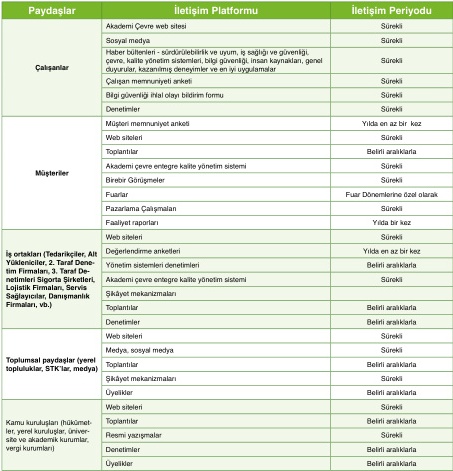 Paydaşlar İletişim Platformu İletişim Periyodu
Çalışanlar
Akademi Çevre web sitesi Sürekli
Sosyal medya Sürekli
Haber bültenleri - sürdürülebilirlik ve uyum, iş sağlığı ve güvenliği,
çevre, kalite yönetim sistemleri, bilgi güvenliği, insan kaynakları, genel
duyurular, kazanılmış deneyimler ve en iyi uygulamalar
Sürekli
Çalışan memnuniyeti anketi Sürekli
Bilgi güvenliği ihlal olayı bildirim formu Sürekli
Denetimler Sürekli
Müşteriler
Müşteri memnuniyet anketi Yılda en az bir kez
Web siteleri Sürekli
Toplantılar Belirli aralıklarla
Akademi çevre entegre kalite yönetim sistemi Sürekli
Birebir Görüşmeler Sürekli
Fuarlar Fuar Dönemlerine özel olarak
Pazarlama Çalışmaları Sürekli
Faaliyet raporları Yılda bir kez
İş ortakları (Tedarikçiler, Alt
Yükleniciler, 2. Taraf Dene-
tim Firmaları, 3. Taraf De-
netimleri Sigorta Şirketleri,
Lojistik Firmaları, Servis
Sağlayıcılar, Danışmanlık
Firmaları, vb.)
Web siteleri Sürekli
Değerlendirme anketleri Yılda en az bir kez
Yönetim sistemleri denetimleri Belirli aralıklarla
Akademi çevre entegre kalite yönetim sistemi Sürekli
Şikâyet mekanizmaları
Toplantılar Belirli aralıklarla
Denetimler Belirli aralıklarla
Toplumsal paydaşlar (yerel
topluluklar, STK'lar, medya)
Web siteleri Sürekli
Medya, sosyal medya Sürekli
Toplantılar Belirli aralıklarla
Şikâyet mekanizmaları Sürekli
Üyelikler Belirli aralıklarla
Kamu kuruluşları (hükümet-
ler, yerel kuruluşlar, üniver-
site ve akademik kurumlar,
vergi kurumları)
Web siteleri Sürekli
Toplantılar Belirli aralıklarla
Resmi yazışmalar Sürekli
Denetimler Belirli aralıklarla
Üyelikler Belirli aralıklarla